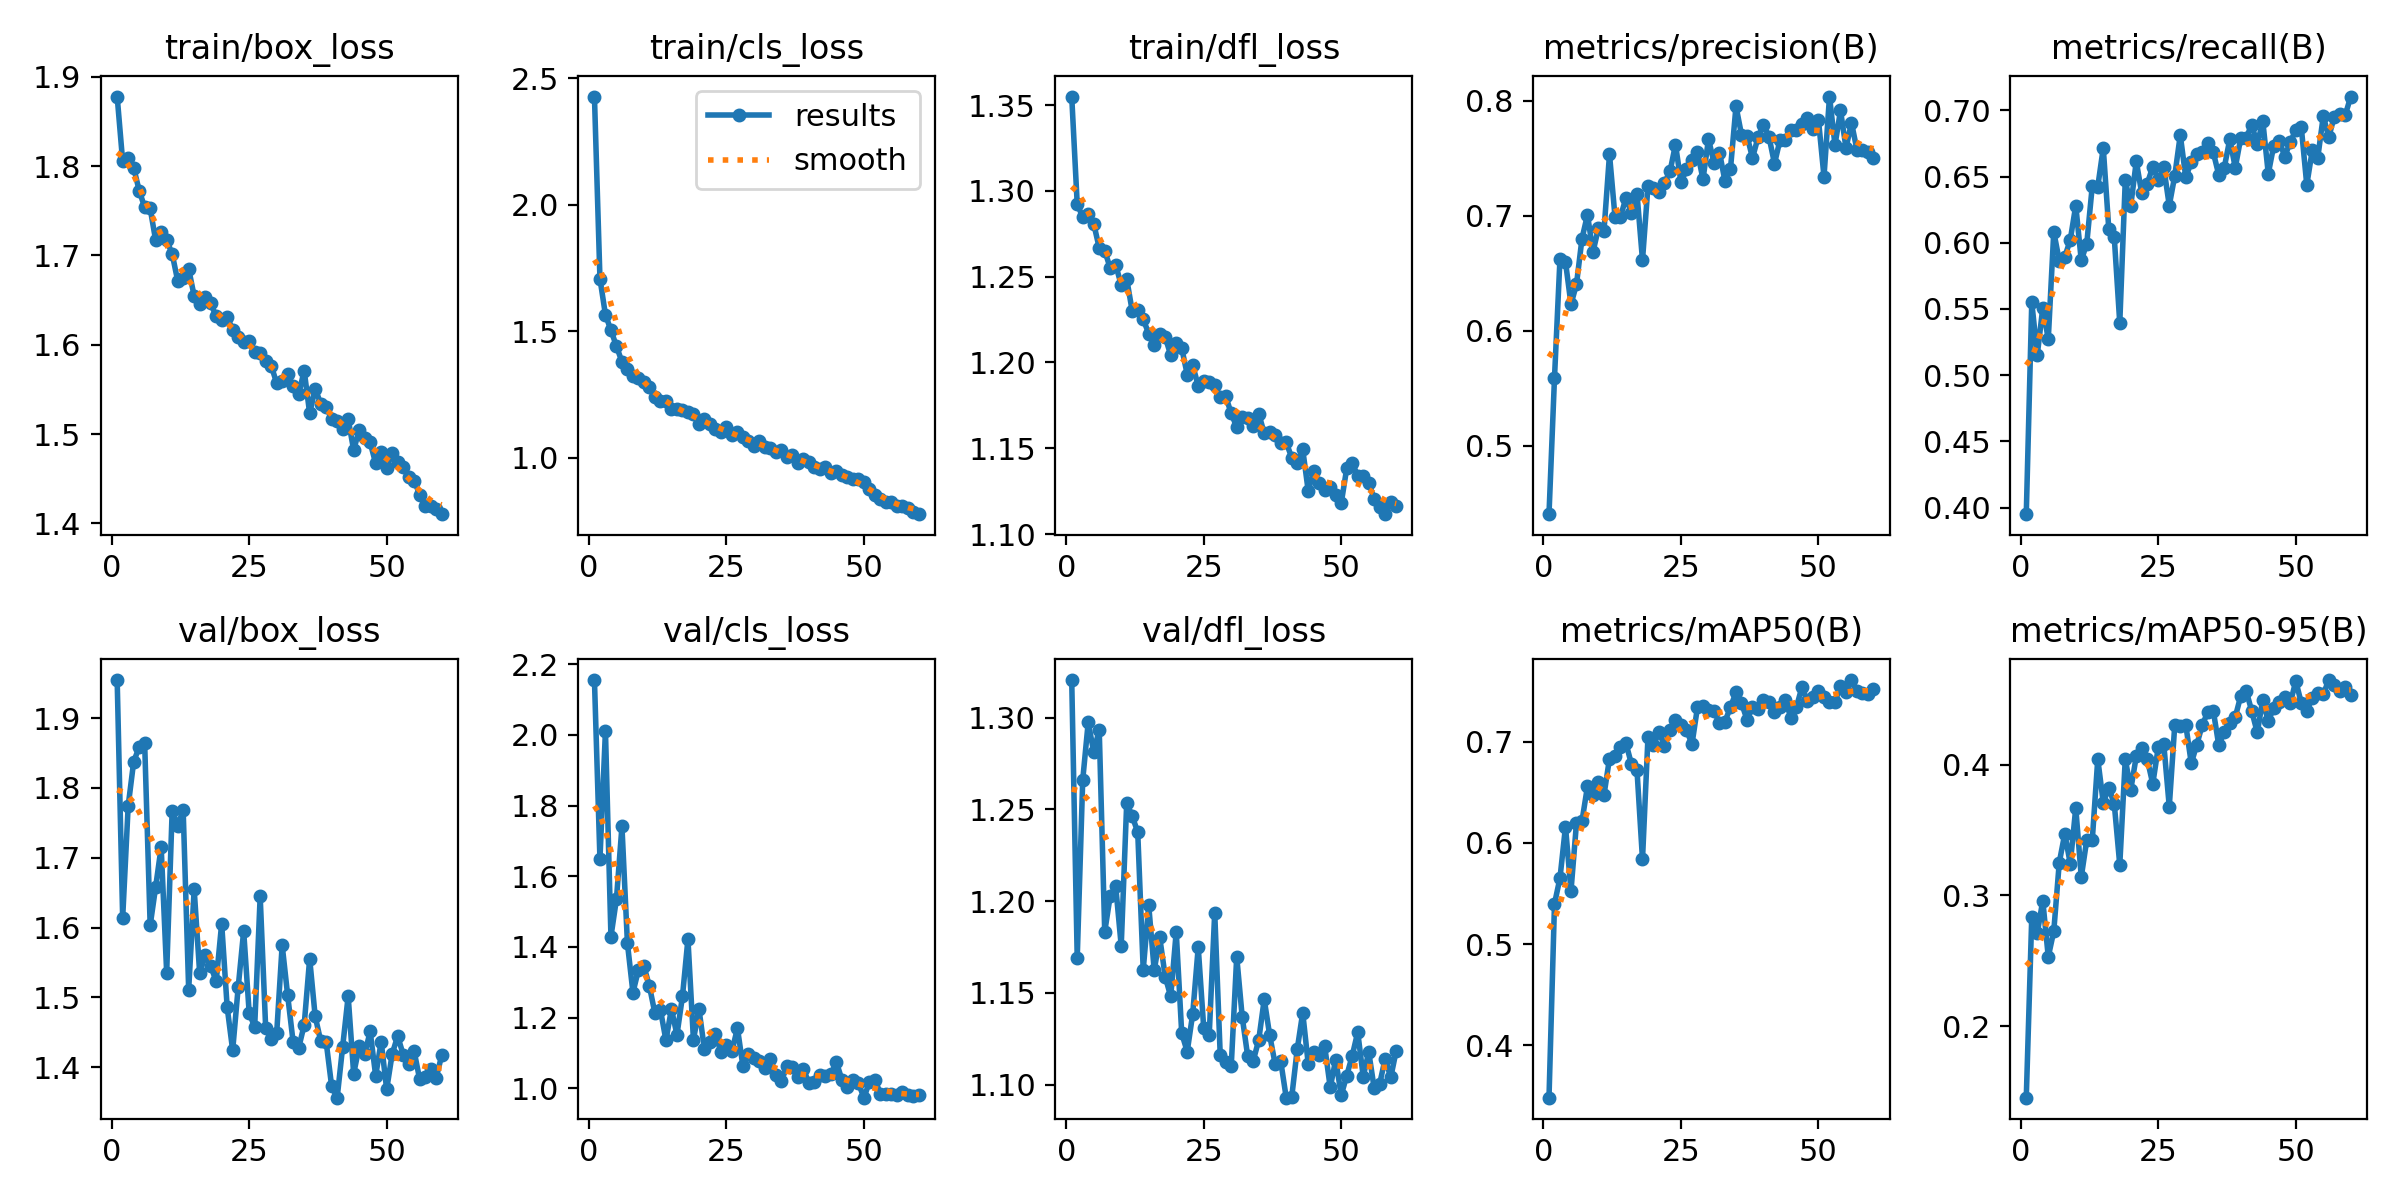 train/box_loss
1.9
1.8
1.7
1.6
1.5
1.4
0 25 50
train/cls_loss
results
smooth
2.5
2.0
1.5
1.0
0 25 50
train/dfl_loss
1.35
1.30
1.25
1.20
1.15
1.10
0 25 50
metrics/precision(B)
0.8
0.7
0.6
0.5
0 25 50
metrics/recall(B)
0.70
0.65
0.60
0.55
0.50
0.45
0.40
0 25 50
val/box_loss
1.9
1.8
1.7
1.6
1.5
1.4
0 25 50
val/cls_loss
2.2
2.0
1.8
1.6
1.4
1.2
1.0
0 25 50
val/dfl_loss
1.30
1.25
1.20
1.15
1.10
0 25 50
metrics/mAP50(B)
0.7
0.6
0.5
0.4
0 25 50
metrics/mAP50-95(B)
0.4
0.3
0.2
0 25 50